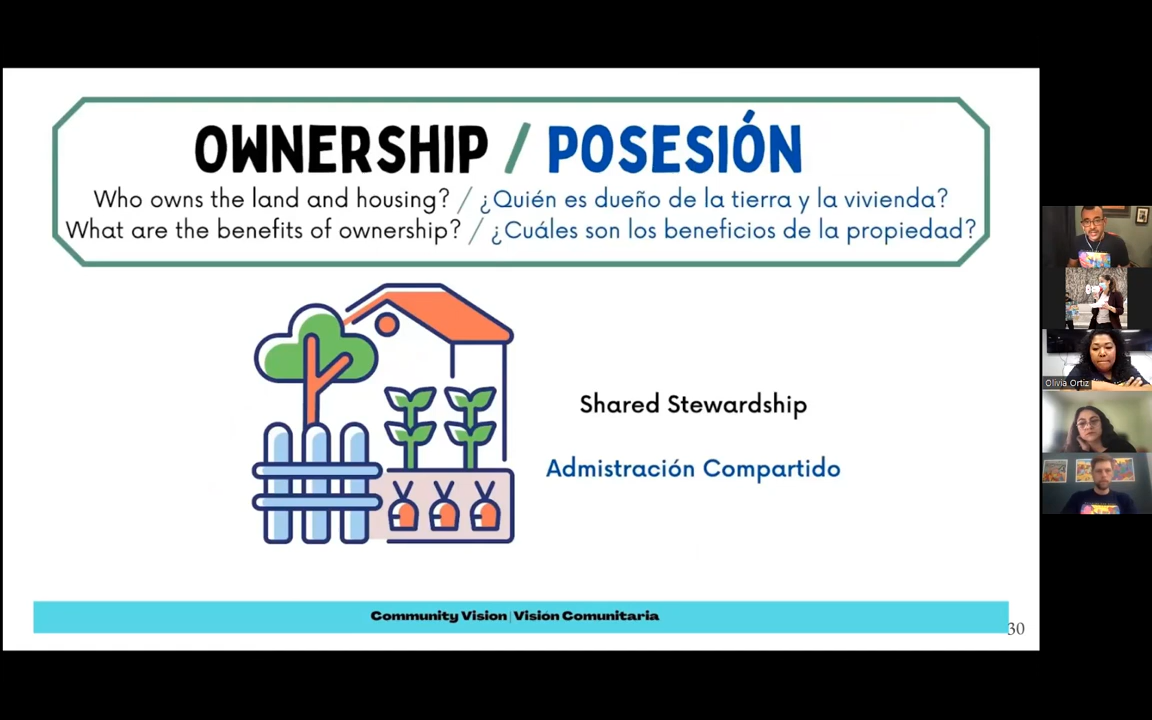 OWNERSHIP / POSESIÓN
Who owns the land and housing? / ¿Quién es dueño de la tierra y la vivienda?
What are the benefits of ownership? / ¿Cuáles son los beneficios de la propiedad?
Shared Stewardship
Admistración Compartido
Community Vision | Visión Comunitaria
30
Olivia Ortiz